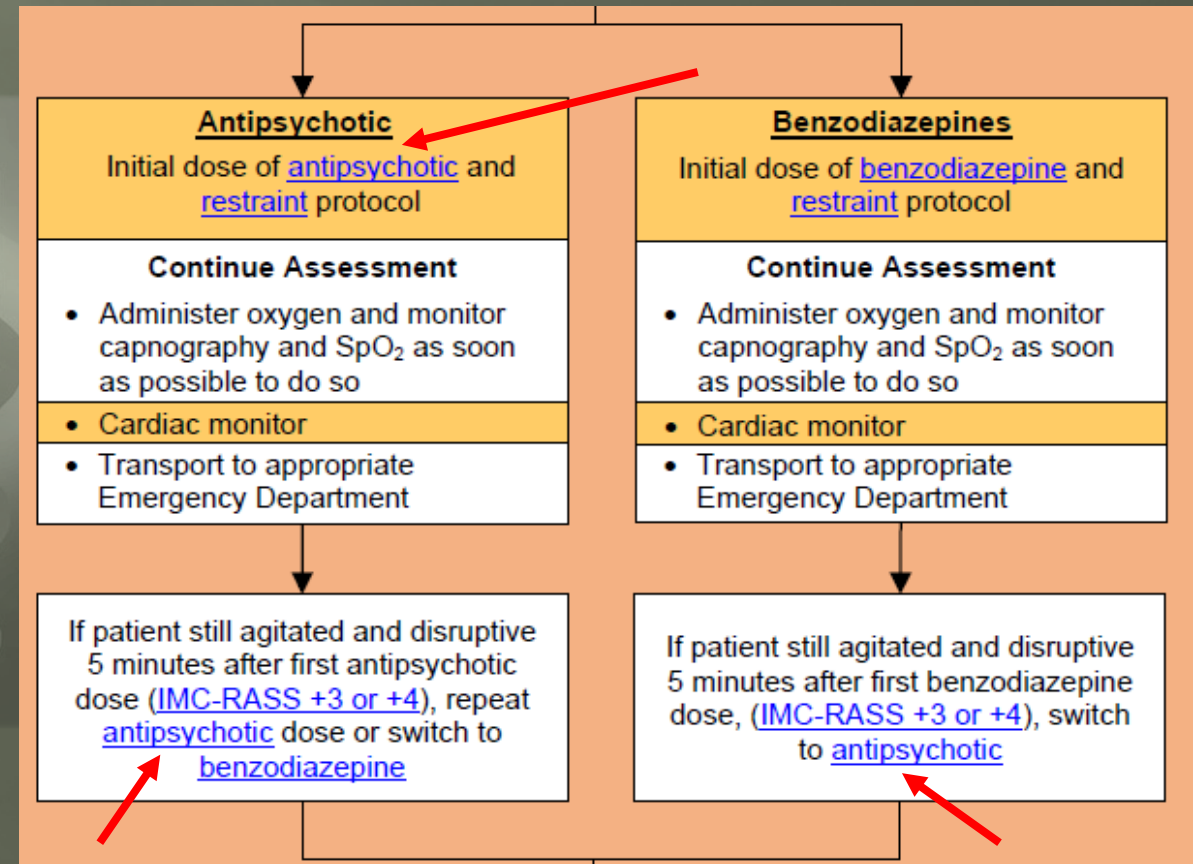 Antipsychotic
Initial dose of antipsychotic and
restraint protocol
Continue Assessment
• Administer oxygen and monitor
capnography and SpO₂ as soon
as possible to do so
• Cardiac monitor
• Transport to appropriate
Emergency Department
If patient still agitated and disruptive
5 minutes after first antipsychotic
dose (IMC-RASS +3 or +4), repeat
antipsychotic dose or switch to
benzodiazepine
Benzodiazepines
Initial dose of benzodiazepine and
restraint protocol
Continue Assessment
• Administer oxygen and monitor
capnography and SpO₂ as soon
as possible to do so
• Cardiac monitor
• Transport to appropriate
Emergency Department
If patient still agitated and disruptive
5 minutes after first benzodiazepine
dose, (IMC-RASS +3 or +4), switch
to antipsychotic